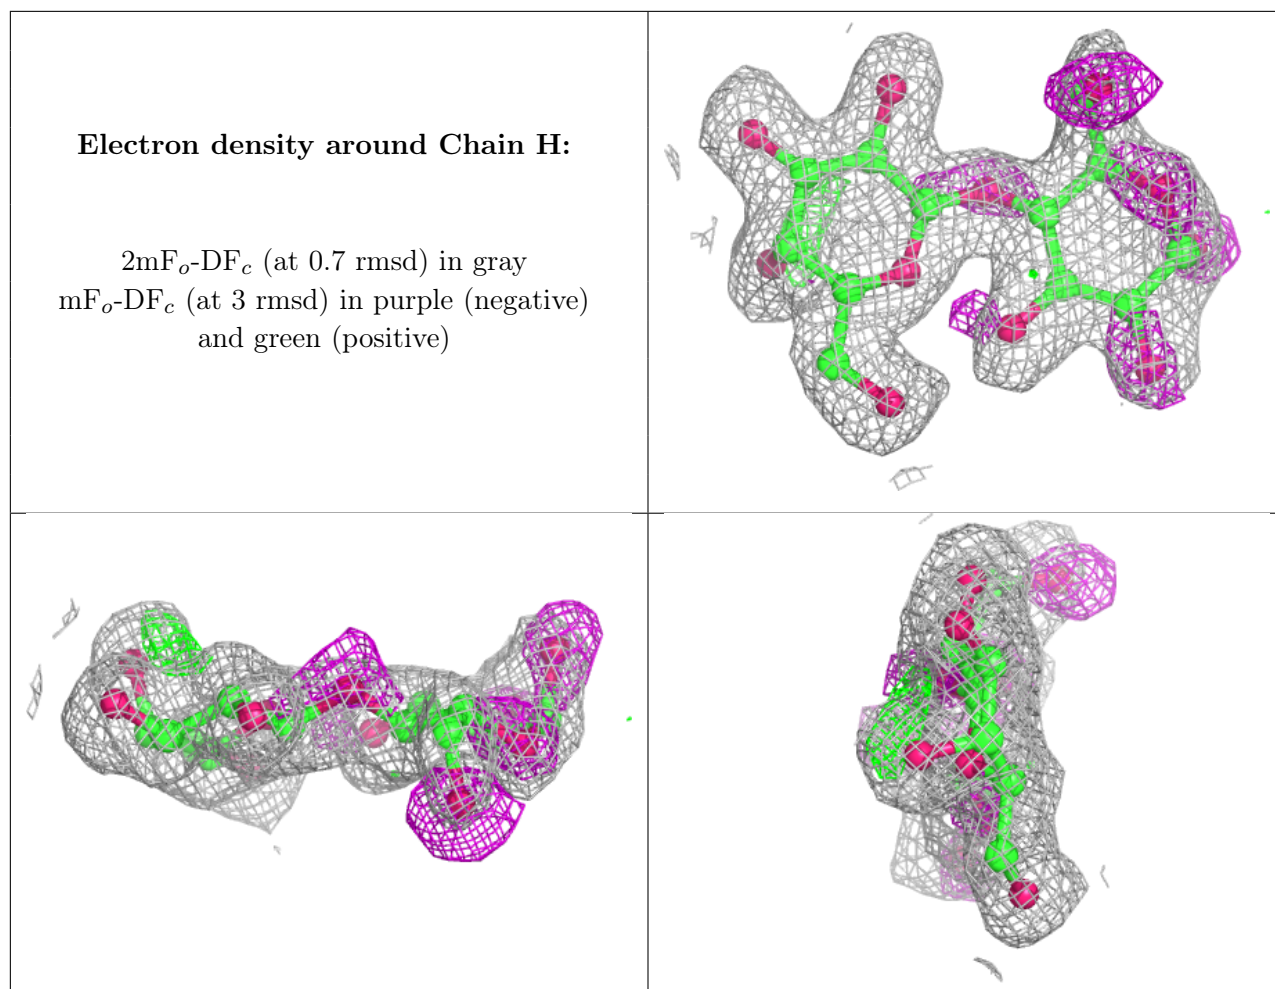 Electron density around Chain H:
2mFₒ-DF𝒸 (at 0.7 rmsd) in gray
mFₒ-DF𝒸 (at 3 rmsd) in purple (negative)
and green (positive)